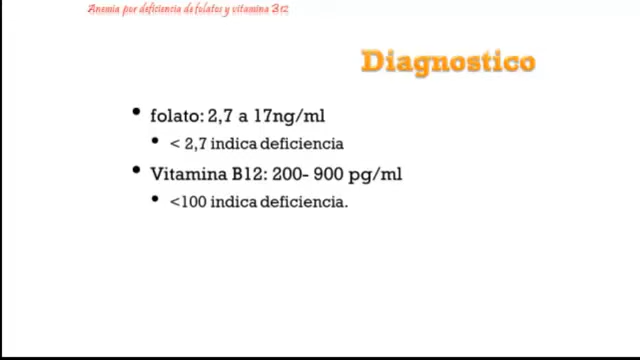 Anemia por deficiencia de folatos y vitamina B12
Diagnostico
• folato: 2,7 a 17ng/ml
• < 2,7 indica deficiencia
• Vitamina B12: 200- 900 pg/ml
• <100 indica deficiencia.